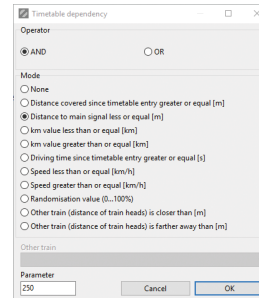 Timetable dependency
Operator
AND
OR
Mode
None
Distance covered since timetable entry greater or equal [m]
Distance to main signal less or equal [m]
km value less than or equal [km]
km value greater than or equal [km]
Driving time since timetable entry greater or equal [s]
Speed less than or equal [km/h]
Speed greater than or equal [km/h]
Randomisation value (0...100%)
Other train (distance of train heads) is closer than [m]
Other train (distance of train heads) is farther away than [m]
Other train
Parameter
250
Cancel
OK